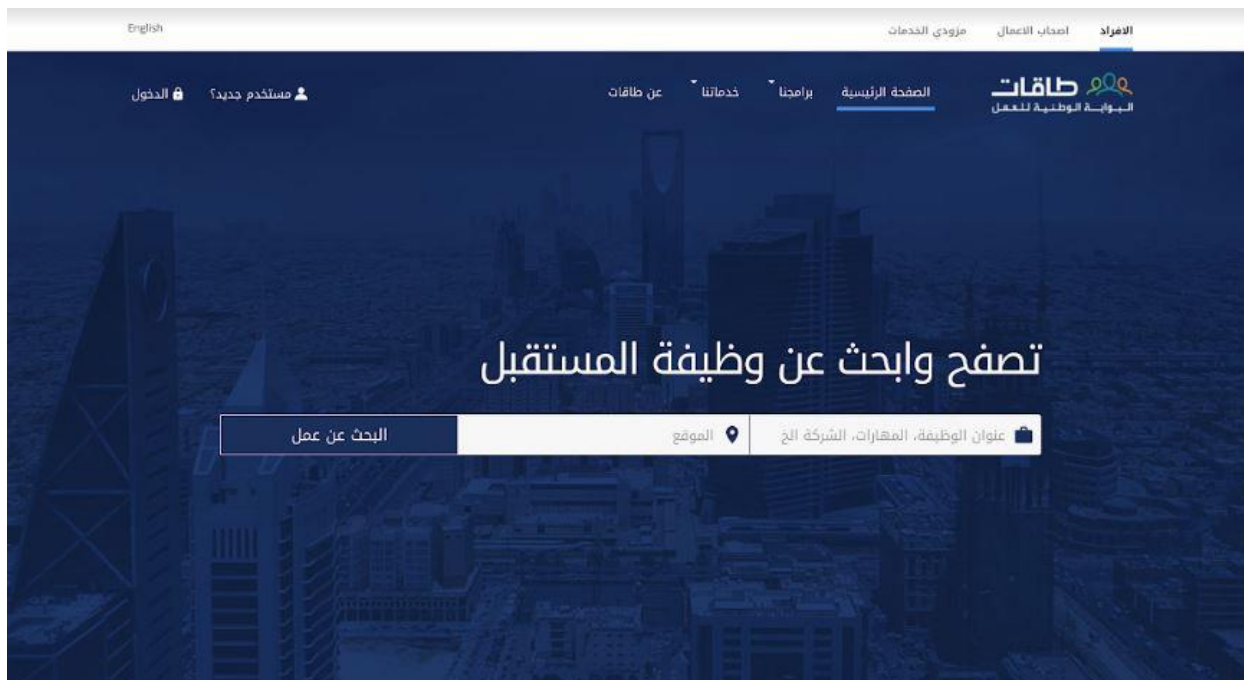 الافراد اصحاب الاعمال مزودي الخدمات English
طاقات
البوابة الوطنية للعمل
الصفحة الرئيسية برامجنا خدماتنا عن طاقات مستخدم جديد؟ الدخول
تصفح وابحث عن وظيفة المستقبل
عنوان الوظيفة، المهارات، الشركة الخ الموقع البحث عن عمل